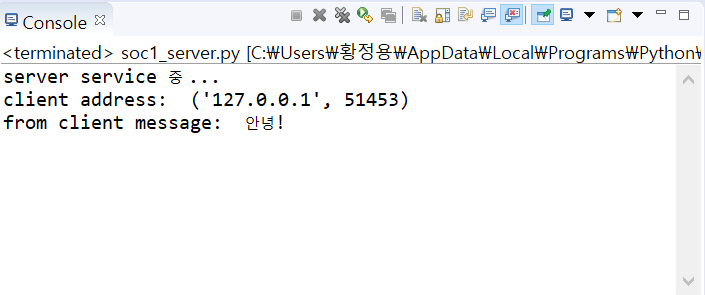 Console
<terminated> soc1_server.py [C:₩Users₩황정용₩AppData₩Local₩Programs₩Python₩
server service 중 ...
client address:  ('127.0.0.1', 51453)
from client message:  안녕!